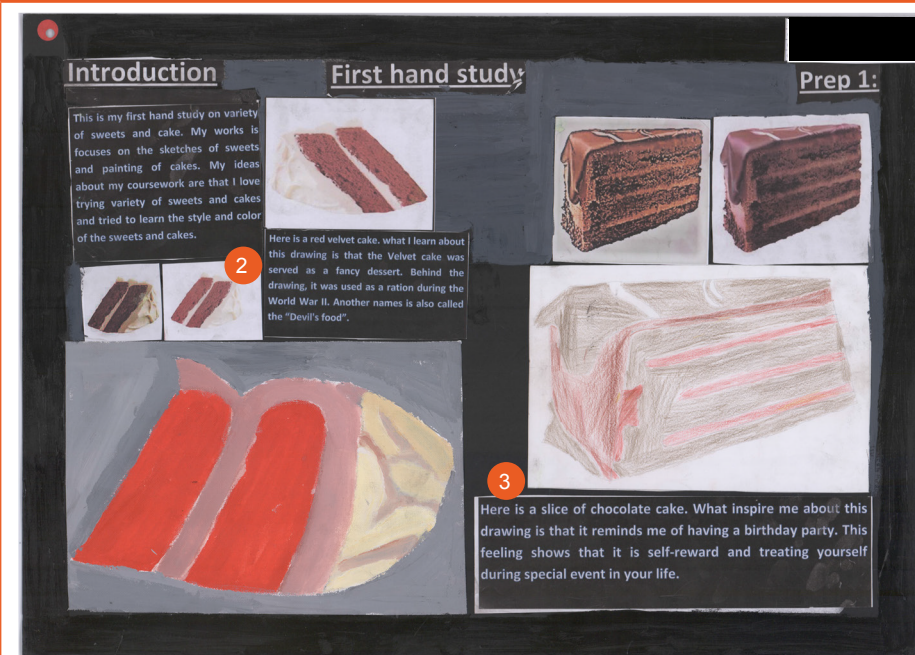 Introduction
First hand study
Prep 1:
This is my first hand study on variety
of sweets and cake. My works is
focuses on the sketches of sweets
and painting of cakes. My ideas
about my coursework are that I love
trying variety of sweets and cakes
and tried to learn the style and color
of the sweets and cakes.
2
Here is a red velvet cake. what I learn about
this drawing is that the Velvet cake was
served as a fancy dessert. Behind the
drawing, it was used as a ration during the
World War II. Another names is also called
the “Devil’s food”.
3
Here is a slice of chocolate cake. What inspire me about this
drawing is that it reminds me of having a birthday party. This
feeling shows that it is self-reward and treating yourself
during special event in your life.